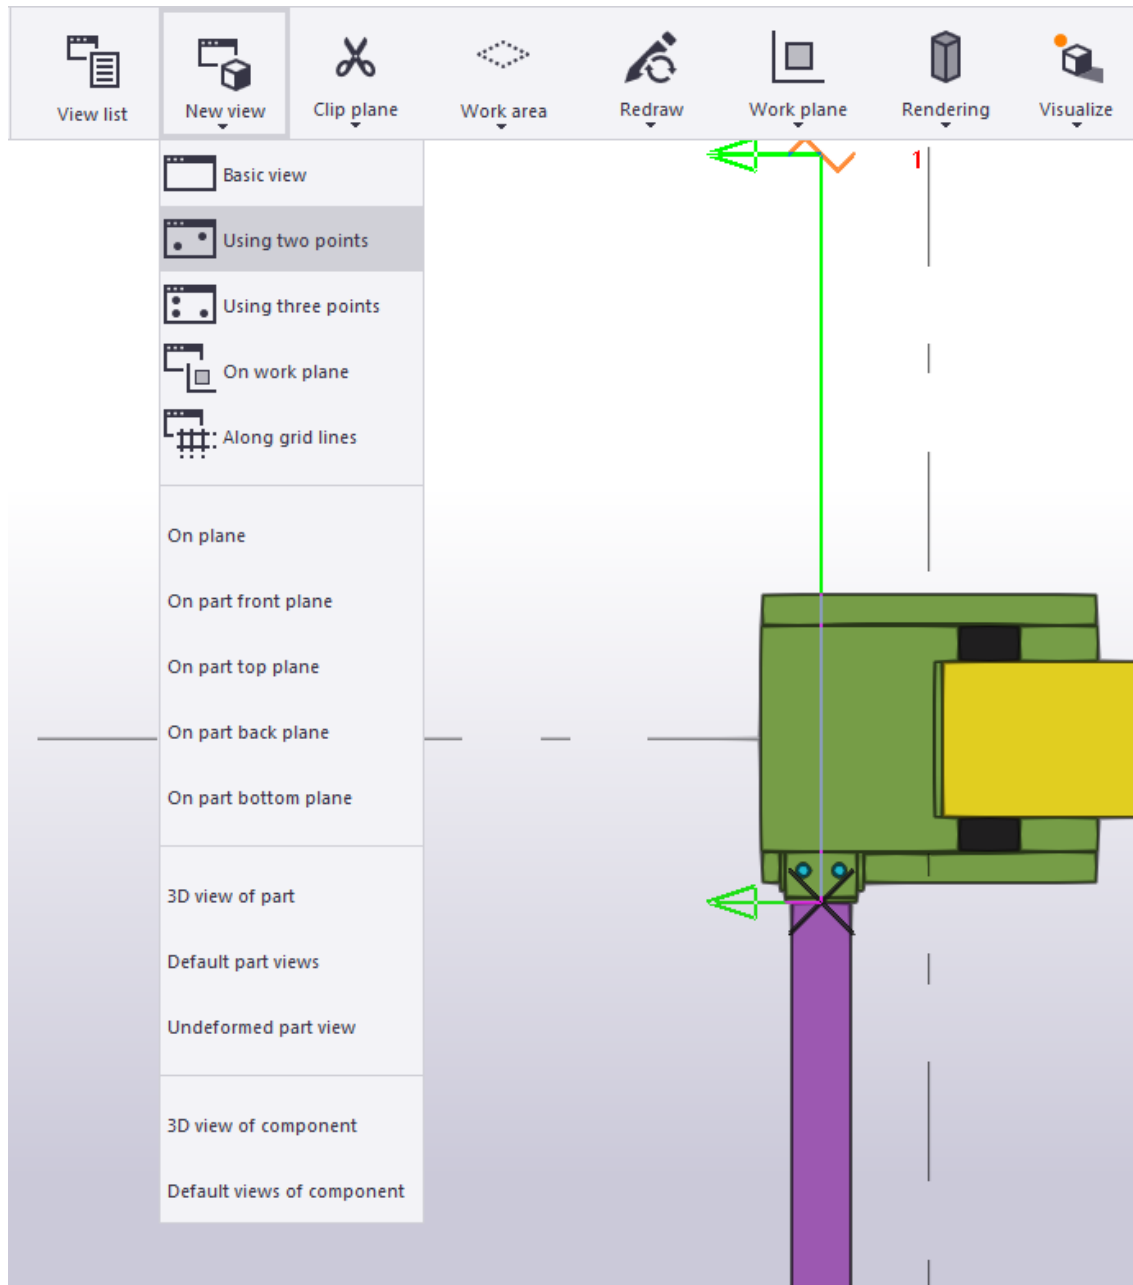 View list
New view
Clip plane
Work area
Redraw
Work plane
Rendering
Visualize
Basic view
1
Using two points
Using three points
On work plane
Along grid lines
On plane
On part front plane
On part top plane
On part back plane
On part bottom plane
3D view of part
Default part views
Undeformed part view
3D view of component
Default views of component